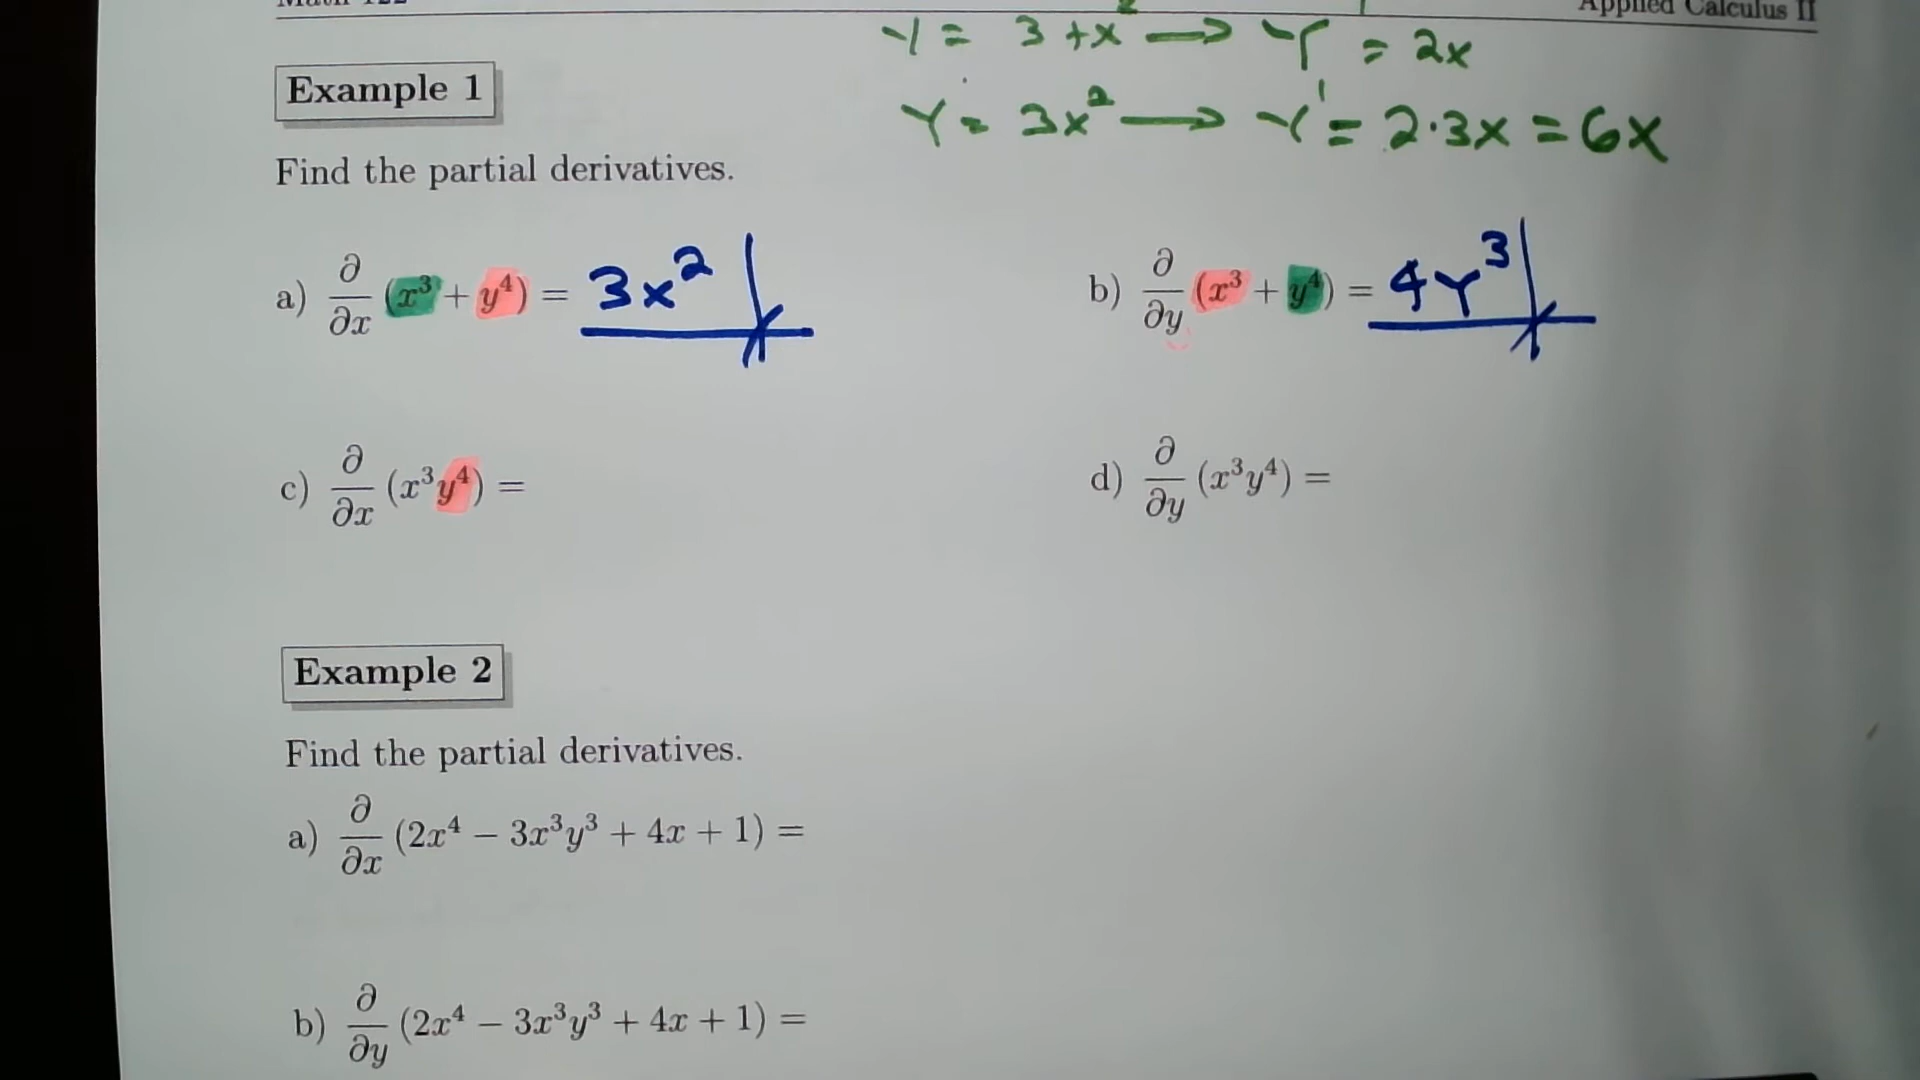 Applied Calculus II
Y = 3 + x² → Y' = 2x
Example 1
Y = 3x² → Y' = 2·3x = 6x
Find the partial derivatives.
a) ∂/∂x (x³ + y⁴) = 3x²
b) ∂/∂y (x³ + y⁴) = 4y³
c) ∂/∂x (x³y⁴) =
d) ∂/∂y (x³y⁴) =
Example 2
Find the partial derivatives.
a) ∂/∂x (2x⁴ − 3x³y³ + 4x + 1) =
b) ∂/∂y (2x⁴ − 3x³y³ + 4x + 1) =